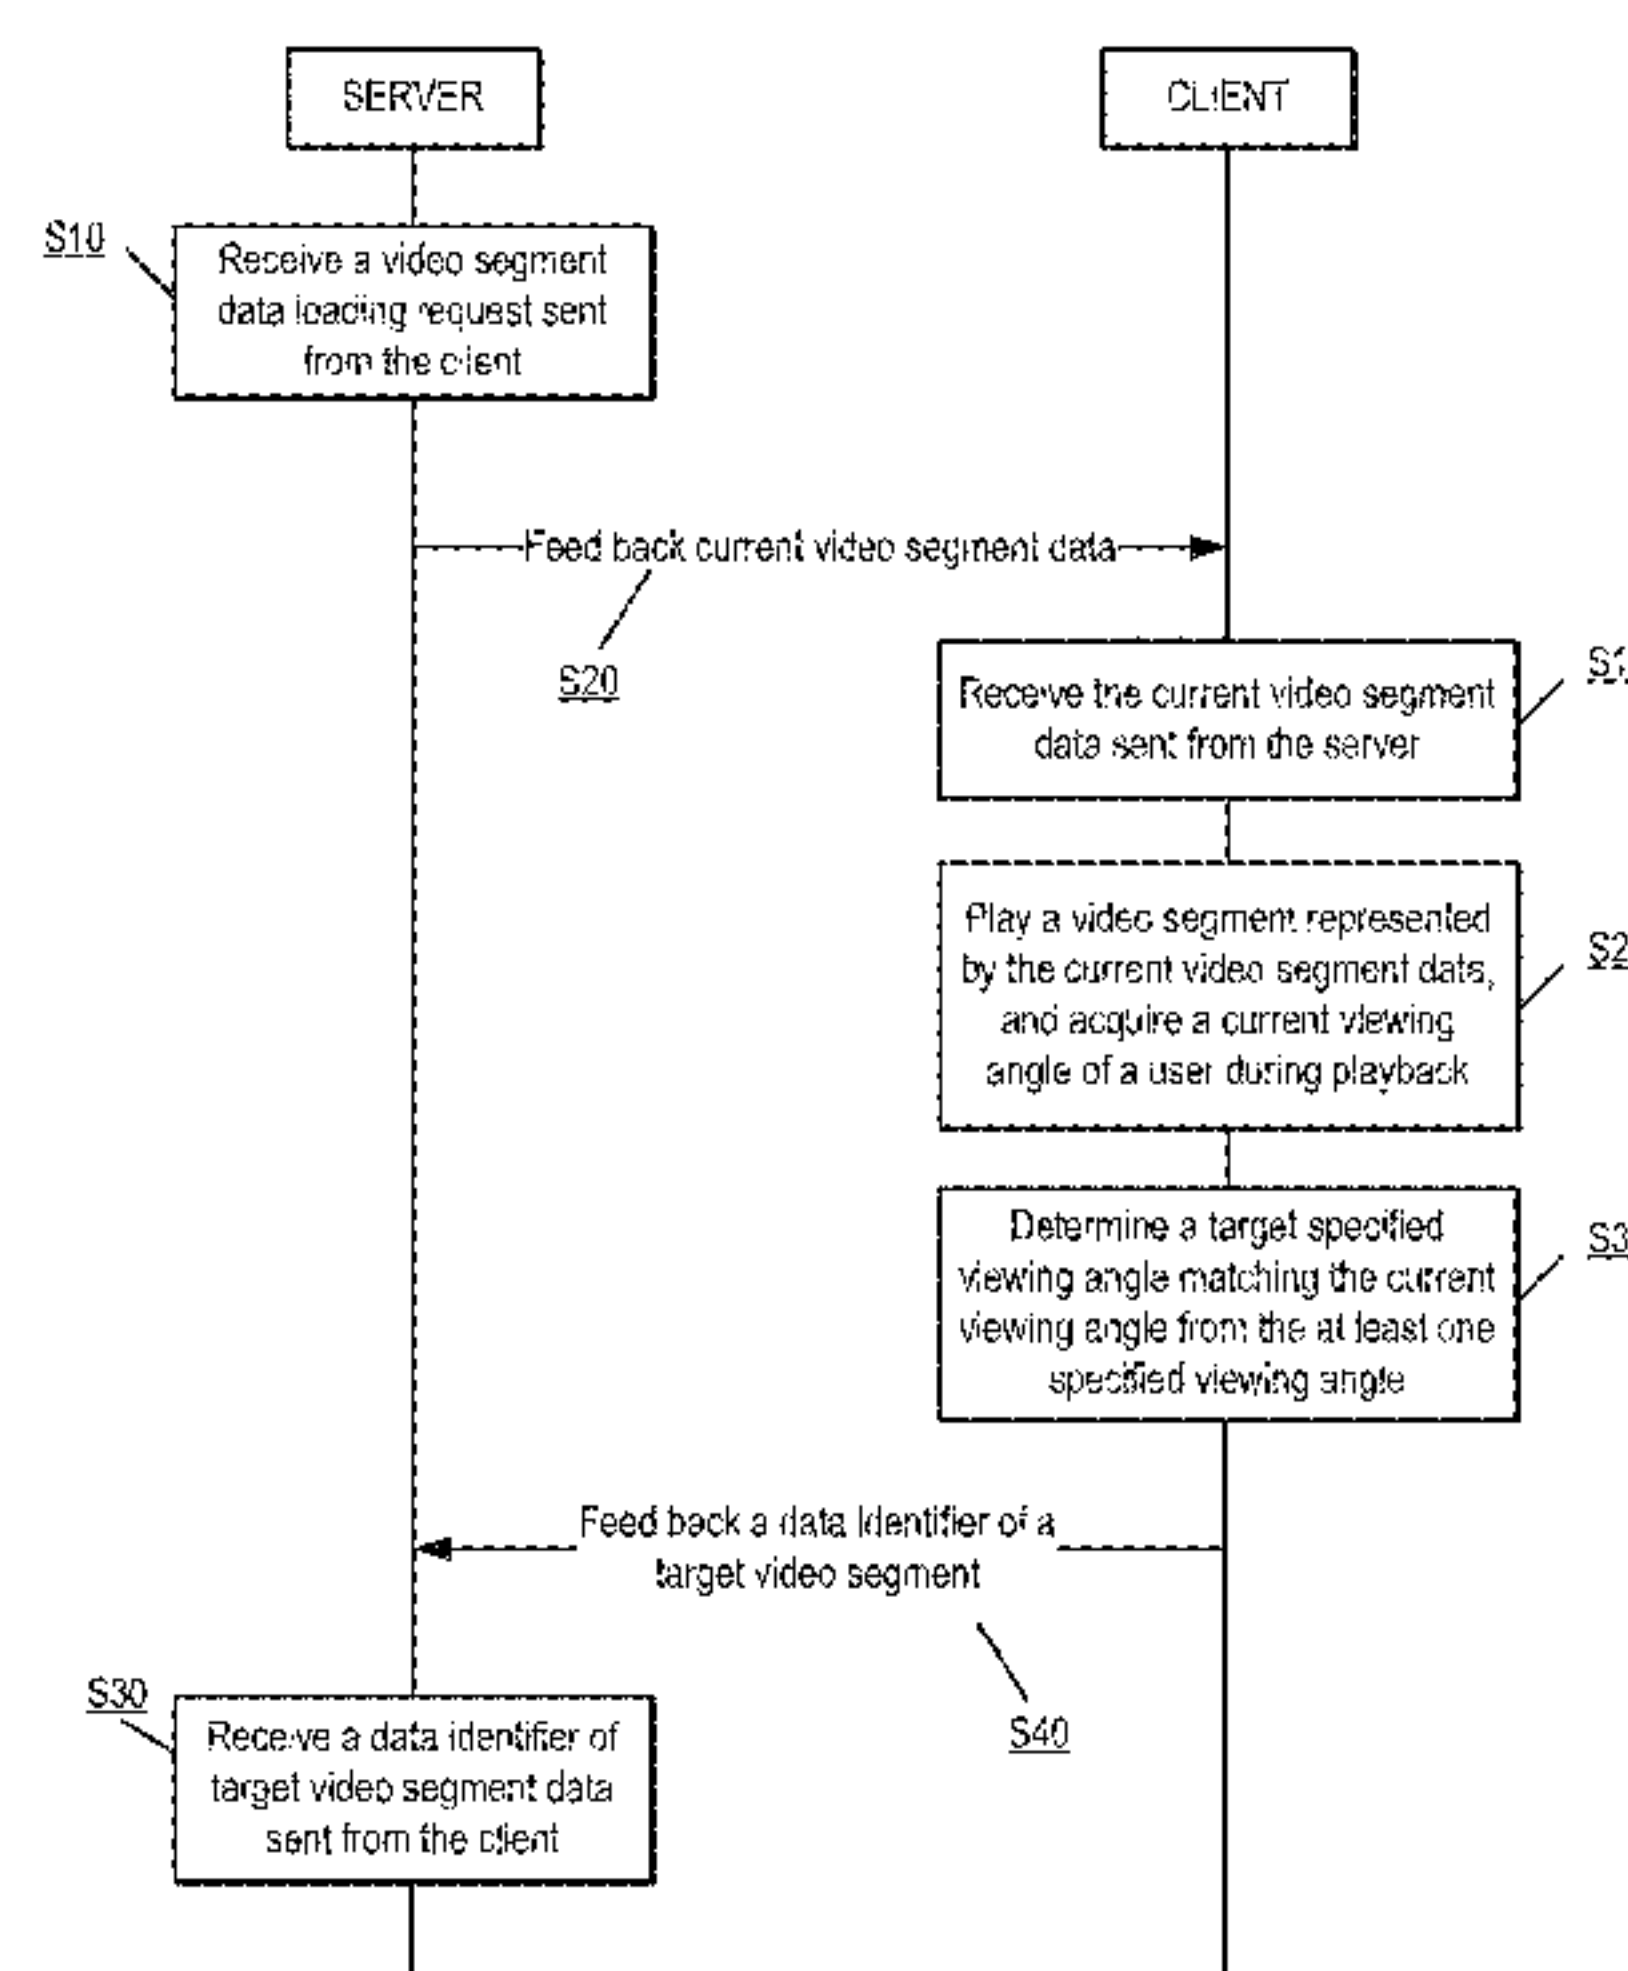 SERVER
CLIENT
S10
Receive a video segment
data loading request sent
from the client
Feed back current video segment data
S20
Receive the current video segment
data sent from the server
Play a video segment represented
by the current video segment data,
and acquire a current viewing
angle of a user during playback
S2
Determine a target specified
viewing angle matching the current
viewing angle from the at least one
specified viewing angle
S3
Feed back a data identifier of a
target video segment
S40
S30
Receive a data identifier of
target video segment data
sent from the client